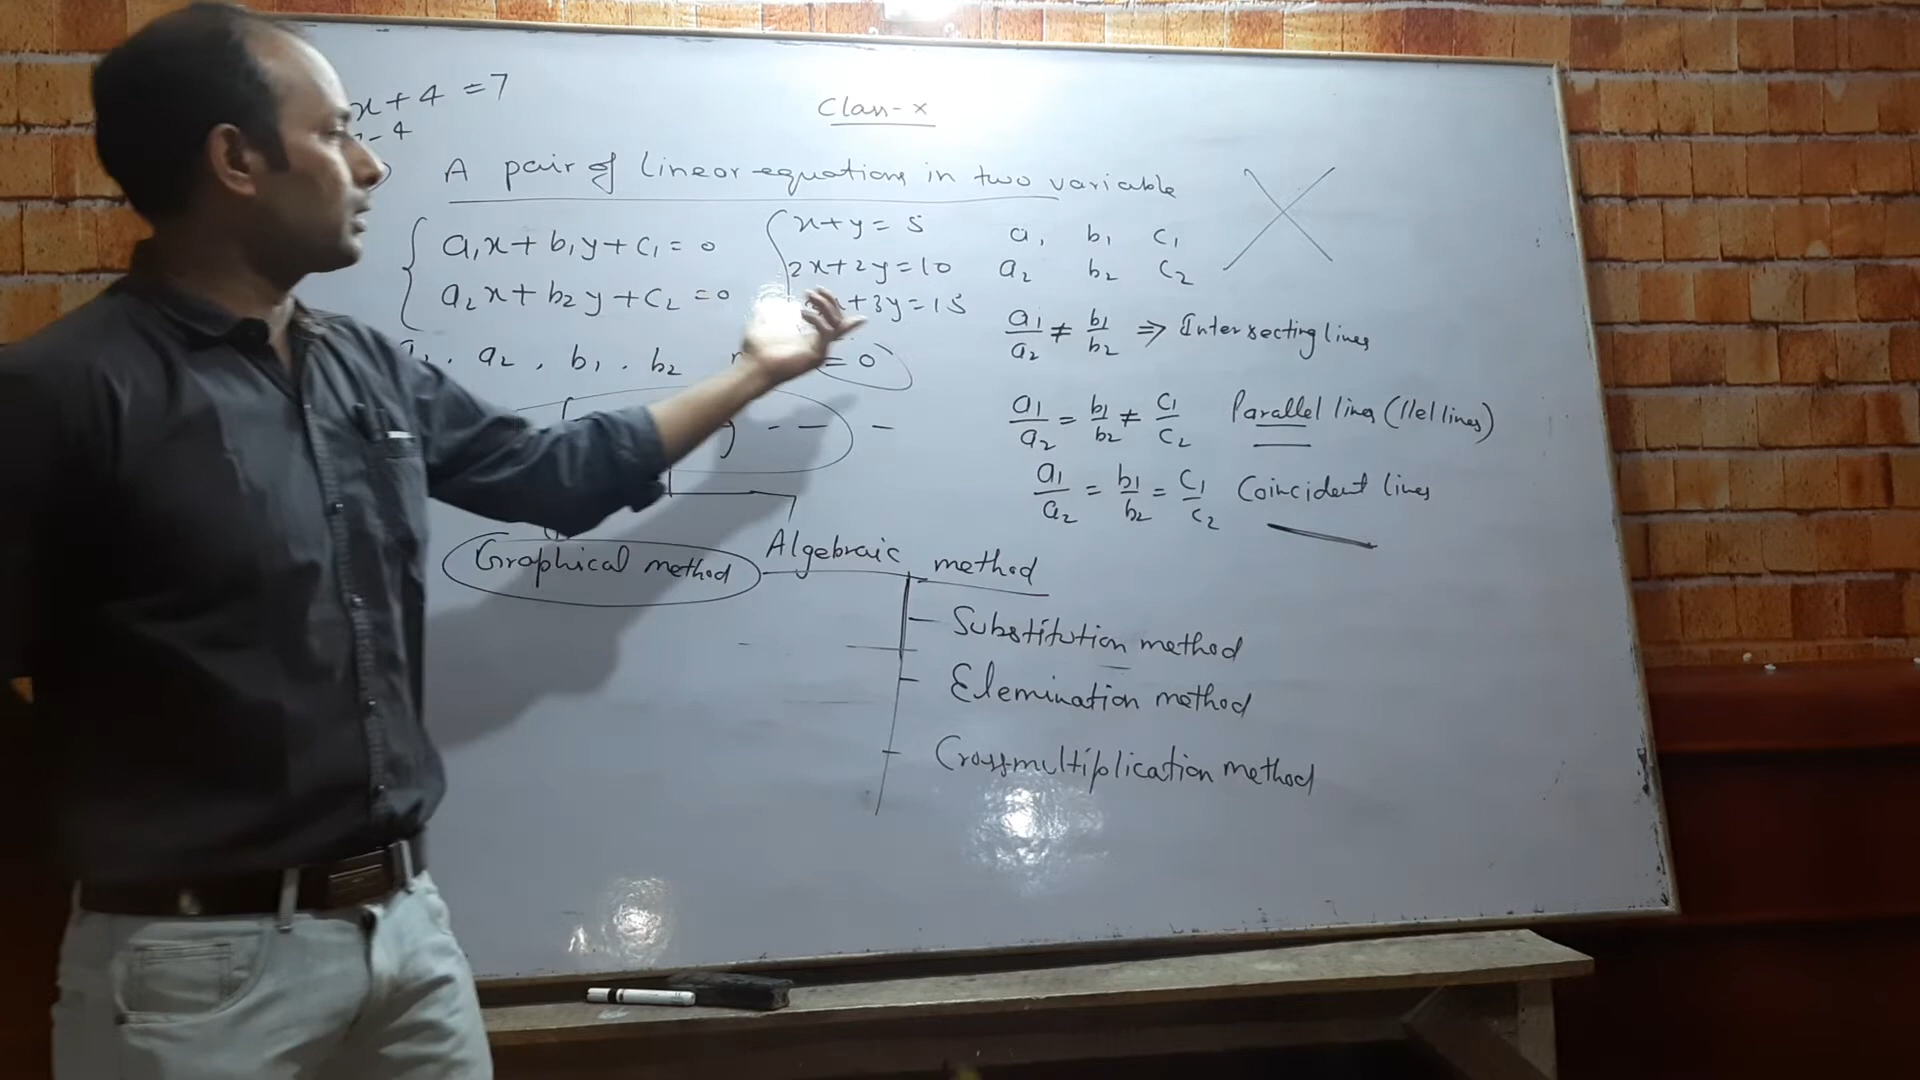 x + 4 = 7
- 4
Class - X
A pair of linear equations in two variable
a₁x + b₁y + c₁ = 0
a₂x + b₂y + c₂ = 0
x + y = 5
2x + 2y = 10
+ 3y = 15
a₁ b₁ c₁
a₂ b₂ c₂
a₁/a₂ ≠ b₁/b₂ ⇒ Intersecting lines
a₂ , b₁ , b₂ = 0
a₁/a₂ = b₁/b₂ ≠ c₁/c₂ Parallel lines (llel lines)
a₁/a₂ = b₁/b₂ = c₁/c₂ Coincident lines
Graphical method
Algebraic method
Substitution method
Elemination method
Crossmultiplication method